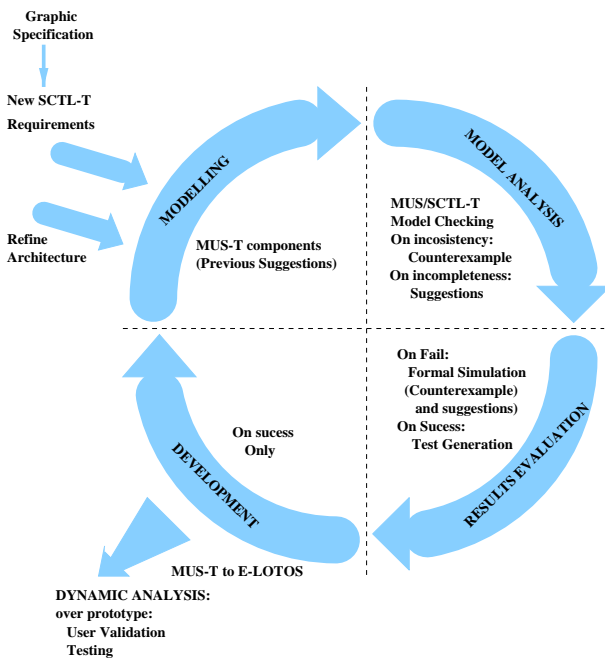 Graphic
Specification
New SCTL-T
Requirements
Refine
Architecture
MODELLING
MUS-T components
(Previous Suggestions)
MODEL ANALYSIS
MUS/SCTL-T
Model Checking
On incosistency:
Counterexample
On incompleteness:
Suggestions
On Fail:
Formal Simulation
(Counterexample)
and suggestions)
On Sucess:
Test Generation
RESULTS EVALUATION
On sucess
Only
DEVELOPMENT
MUS-T to E-LOTOS
DYNAMIC ANALYSIS:
over prototype:
User Validation
Testing